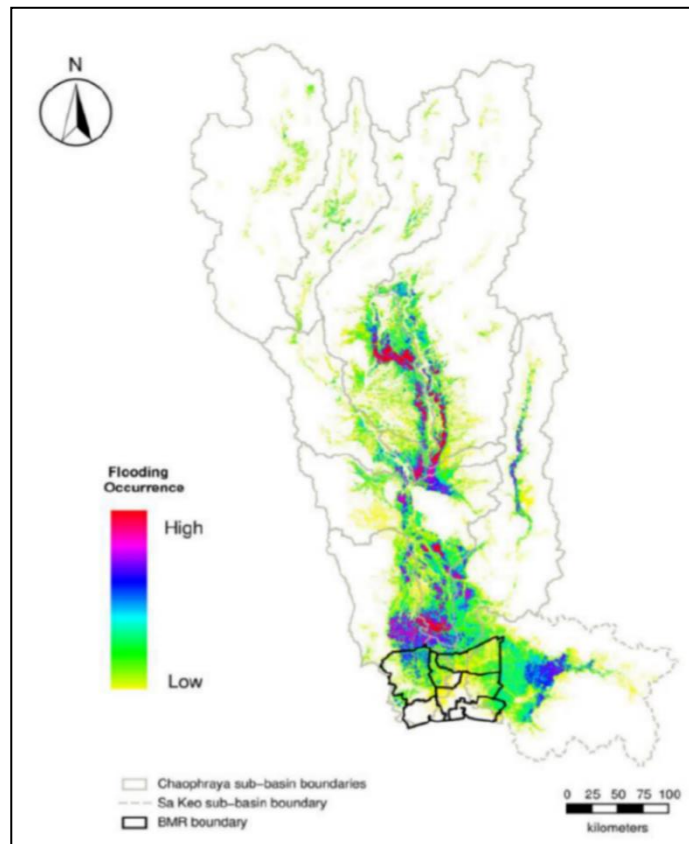 N
Flooding
Occurrence
High
Low
Chaophraya sub-basin boundaries
Sa Keo sub-basin boundary
BMR boundary
0 25 50 75 100
kilometers